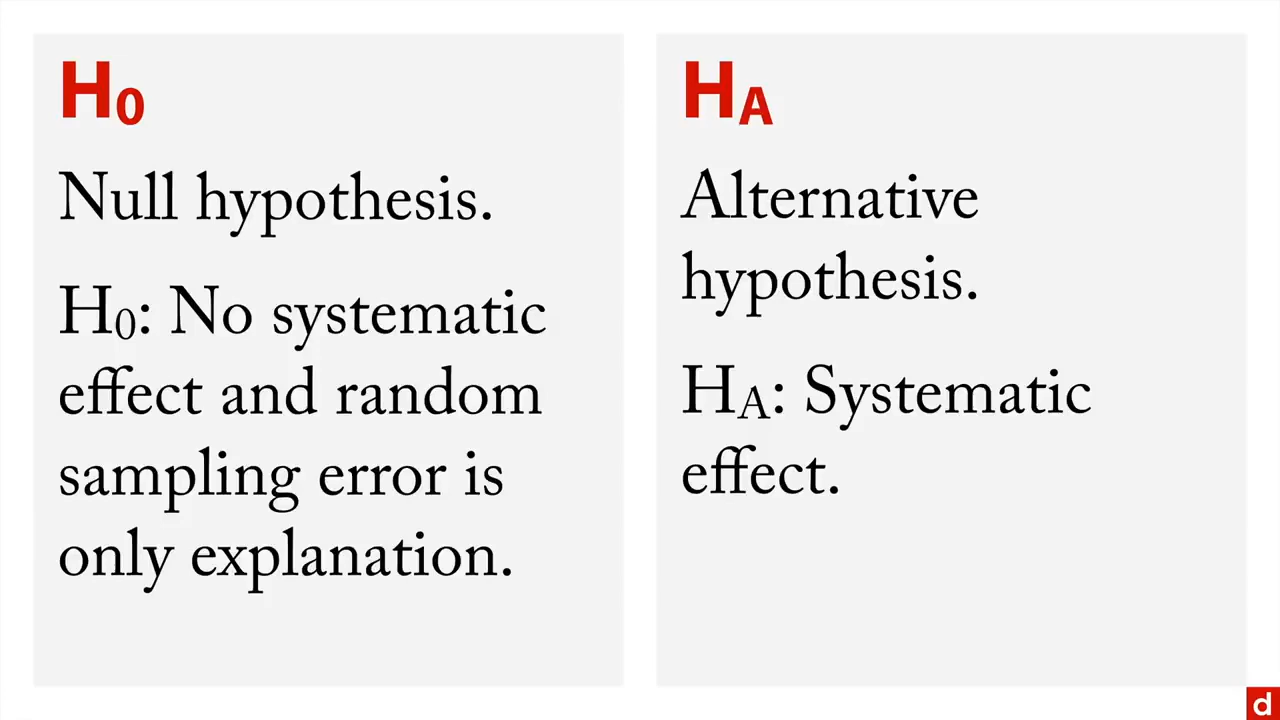 H0
Null hypothesis.
H0: No systematic
effect and random
sampling error is
only explanation.
HA
Alternative
hypothesis.
HA: Systematic
effect.
d